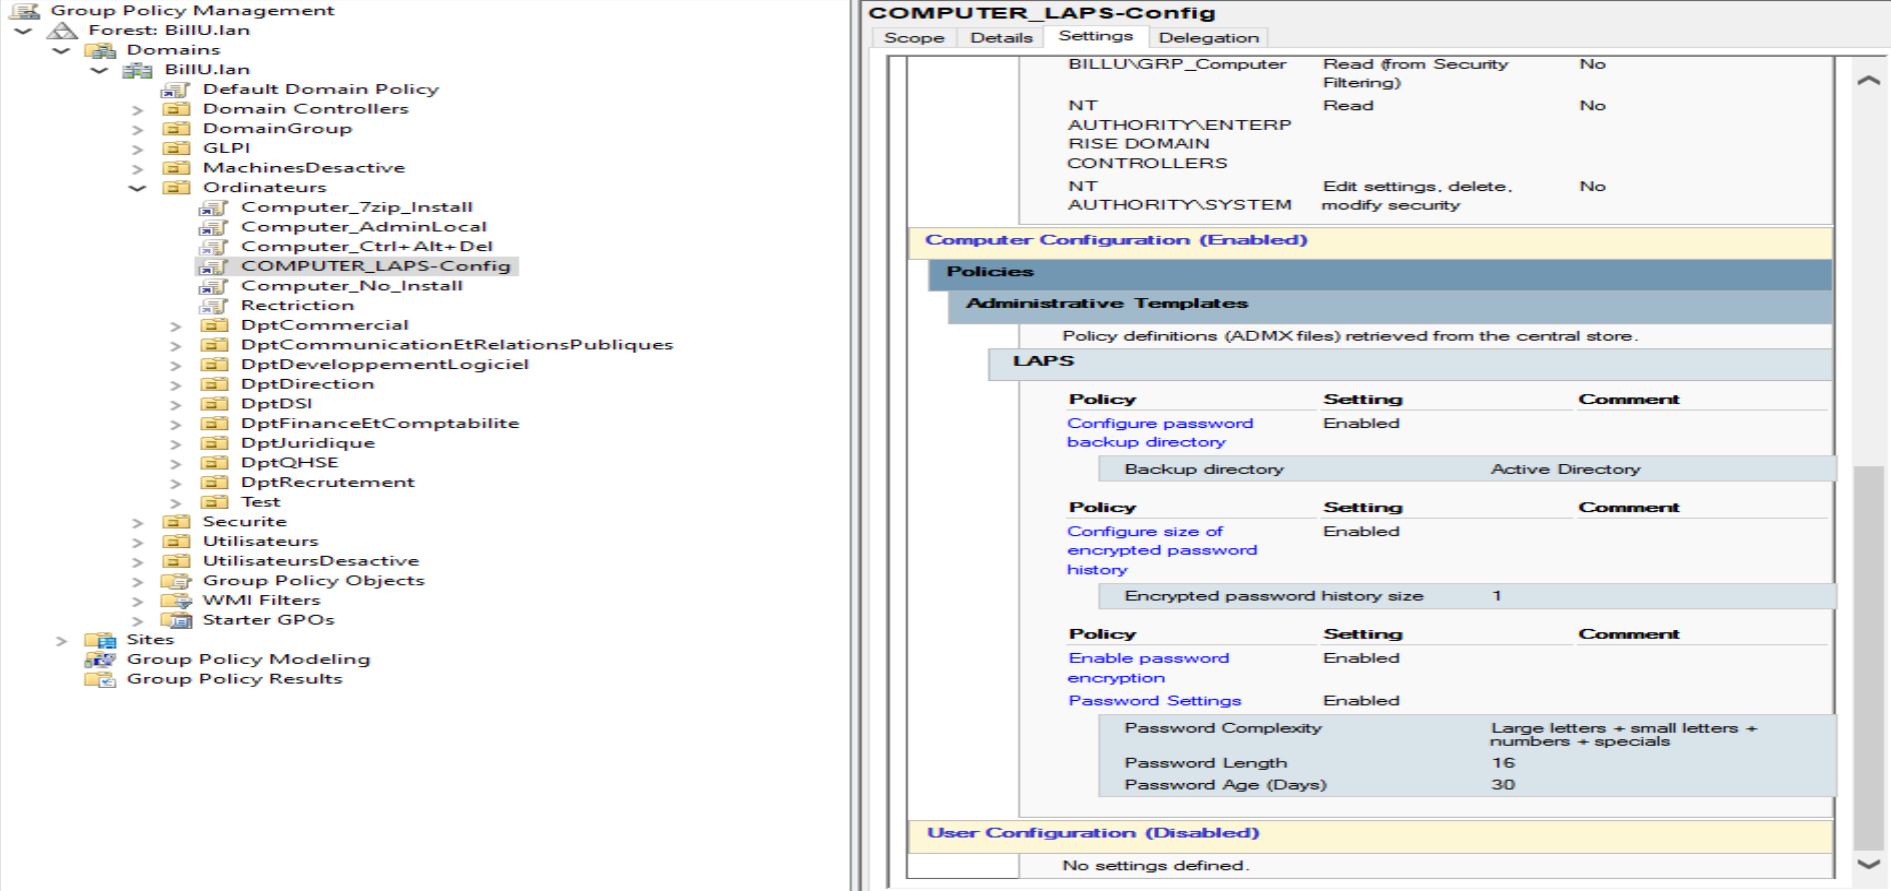 Group Policy Management
Forest: BillU.lan
Domains
BillU.lan
Default Domain Policy
Domain Controllers
DomainGroup
GLPI
MachinesDesactive
Ordinateurs
Computer_7zip_Install
Computer_AdminLocal
Computer_Ctrl+Alt+Del
COMPUTER_LAPS-Config
Computer_No_Install
Rectriction
DptCommercial
DptCommunicationEtRelationsPubliques
DptDeveloppementLogiciel
DptDirection
DptDSI
DptFinanceEtComptabilite
DptJuridique
DptQHSE
DptRecrutement
Test
Securite
Utilisateurs
UtilisateursDesactive
Group Policy Objects
WMI Filters
Starter GPOs
Sites
Group Policy Modeling
Group Policy Results
COMPUTER_LAPS-Config
Scope Details Settings Delegation
BILLU\GRP_Computer Read (from Security No
Filtering)
NT Read No
AUTHORITY\ENTERP
RISE DOMAIN
CONTROLLERS
NT Edit settings, delete, No
AUTHORITY\SYSTEM modify security
Computer Configuration (Enabled)
Policies
Administrative Templates
Policy definitions (ADMX files) retrieved from the central store.
LAPS
Policy Setting Comment
Configure password Enabled
backup directory
Backup directory Active Directory
Policy Setting Comment
Configure size of Enabled
encrypted password
history
Encrypted password history size 1
Policy Setting Comment
Enable password Enabled
encryption
Password Settings Enabled
Password Complexity Large letters + small letters +
numbers + specials
Password Length 16
Password Age (Days) 30
User Configuration (Disabled)
No settings defined.